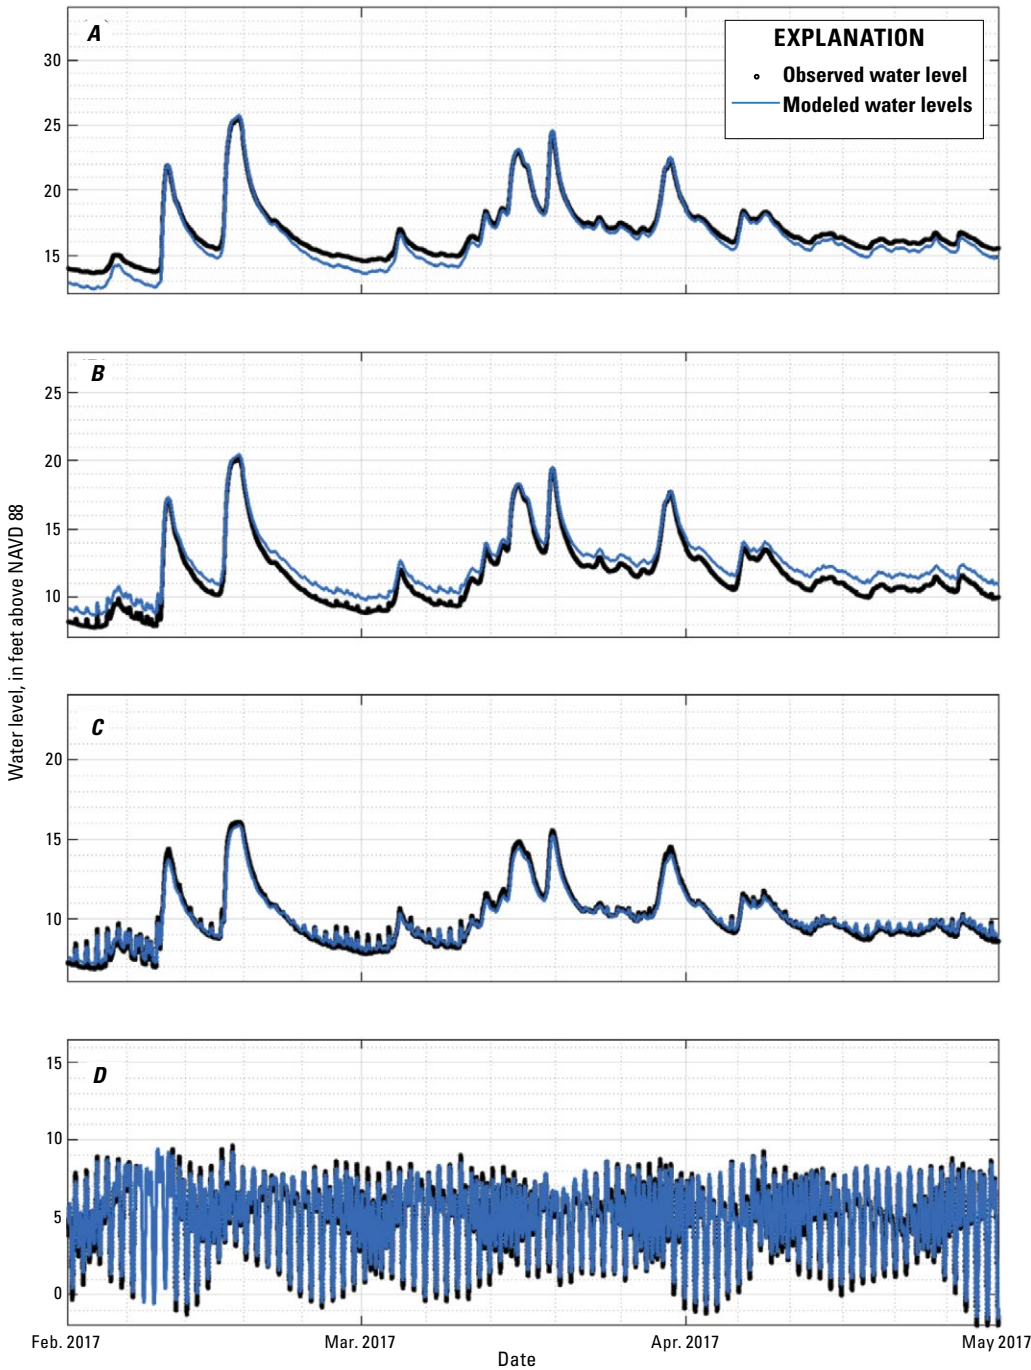 A
EXPLANATION
Observed water level
Modeled water levels
30
25
20
15
B
25
20
15
10
Water level, in feet above NAVD 88
C
20
15
10
D
15
10
5
0
Feb. 2017
Mar. 2017
Apr. 2017
May 2017
Date